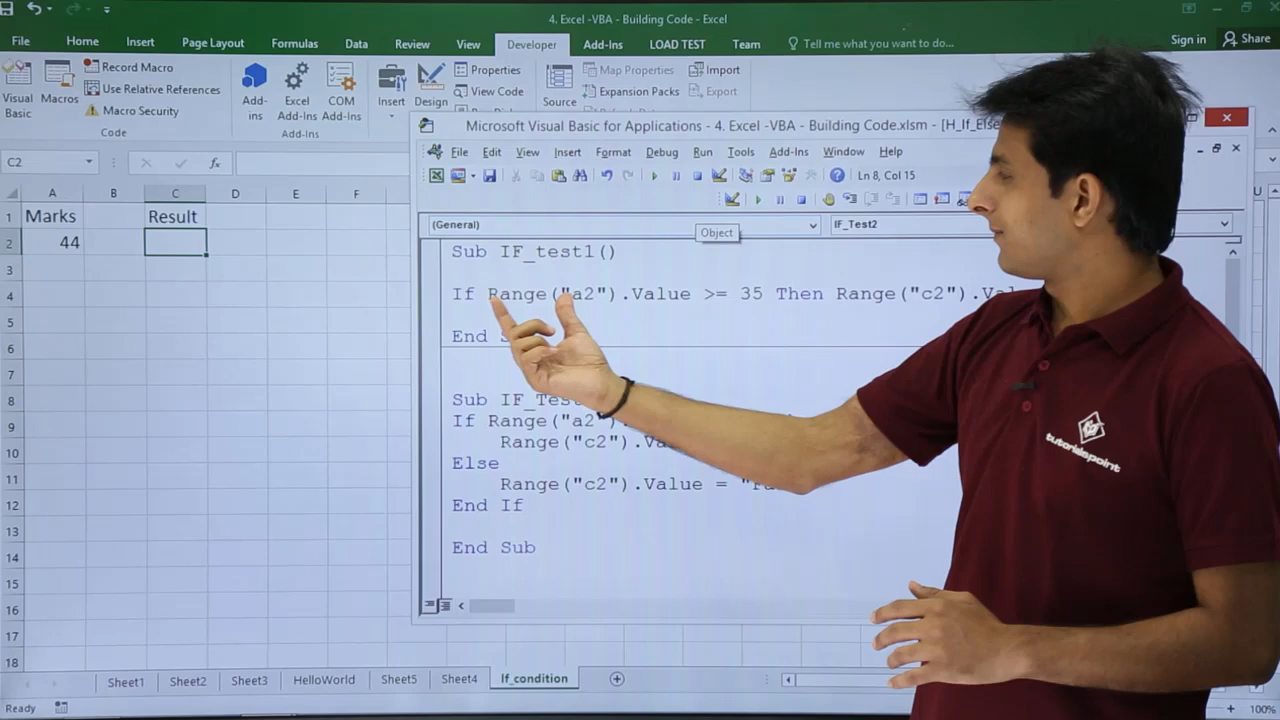 4. Excel -VBA - Building Code - Excel
File Home Insert Page Layout Formulas Data Review View Developer Add-Ins LOAD TEST Team Tell me what you want to do... Sign in Share
Visual Basic
Macros
Record Macro
Use Relative References
Macro Security
Code
Add-ins
Excel Add-Ins
COM Add-Ins
Add-Ins
Insert
Design
Properties
View Code
Source
Map Properties
Expansion Packs
Import
Export
C2 fx
A B C D E F U
1 Marks Result
2 44
3
4
5
6
7
8
9
10
11
12
13
14
15
16
17
18
Microsoft Visual Basic for Applications - 4. Excel -VBA - Building Code.xlsm - [H_If_Else
File Edit View Insert Format Debug Run Tools Add-Ins Window Help
Ln 8, Col 15
(General) IF_Test2
Object
Sub IF_test1()
If Range("a2").Value >= 35 Then Range("c2").Va
End
Sub IF_Tes
If Range("a2")
Range("c2").Va
Else
Range("c2").Value = "Fa
End If
End Sub
tutorialspoint
Sheet1 Sheet2 Sheet3 HelloWorld Sheet5 Sheet4 If_condition
Ready 100%